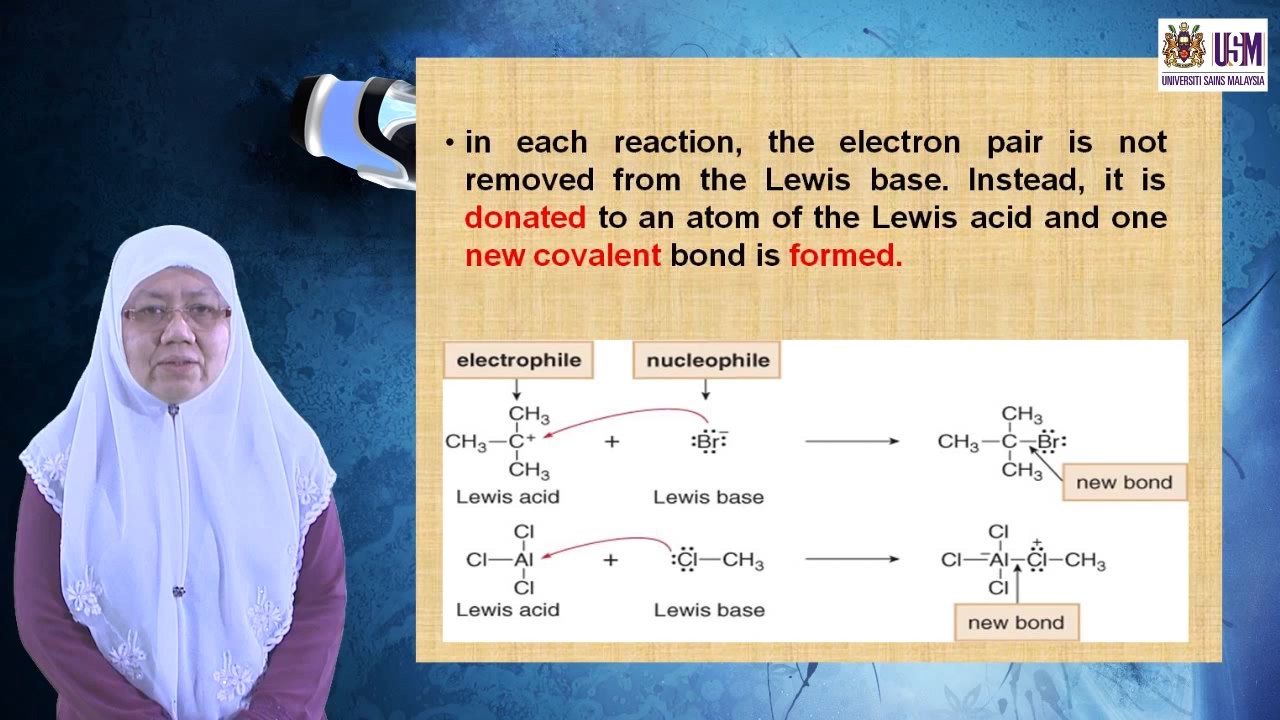 USM
UNIVERSITI SAINS MALAYSIA
• in each reaction, the electron pair is not
removed from the Lewis base. Instead, it is
donated to an atom of the Lewis acid and one
new covalent bond is formed.
electrophile nucleophile
CH₃ CH₃
CH₃—C⁺ + :Br:⁻ CH₃—C—Br:
CH₃ CH₃
new bond
Lewis acid Lewis base
Cl Cl
Cl—Al + :Cl—CH₃ Cl—⁻Al—Cl⁺—CH₃
Cl Cl
Lewis acid Lewis base
new bond